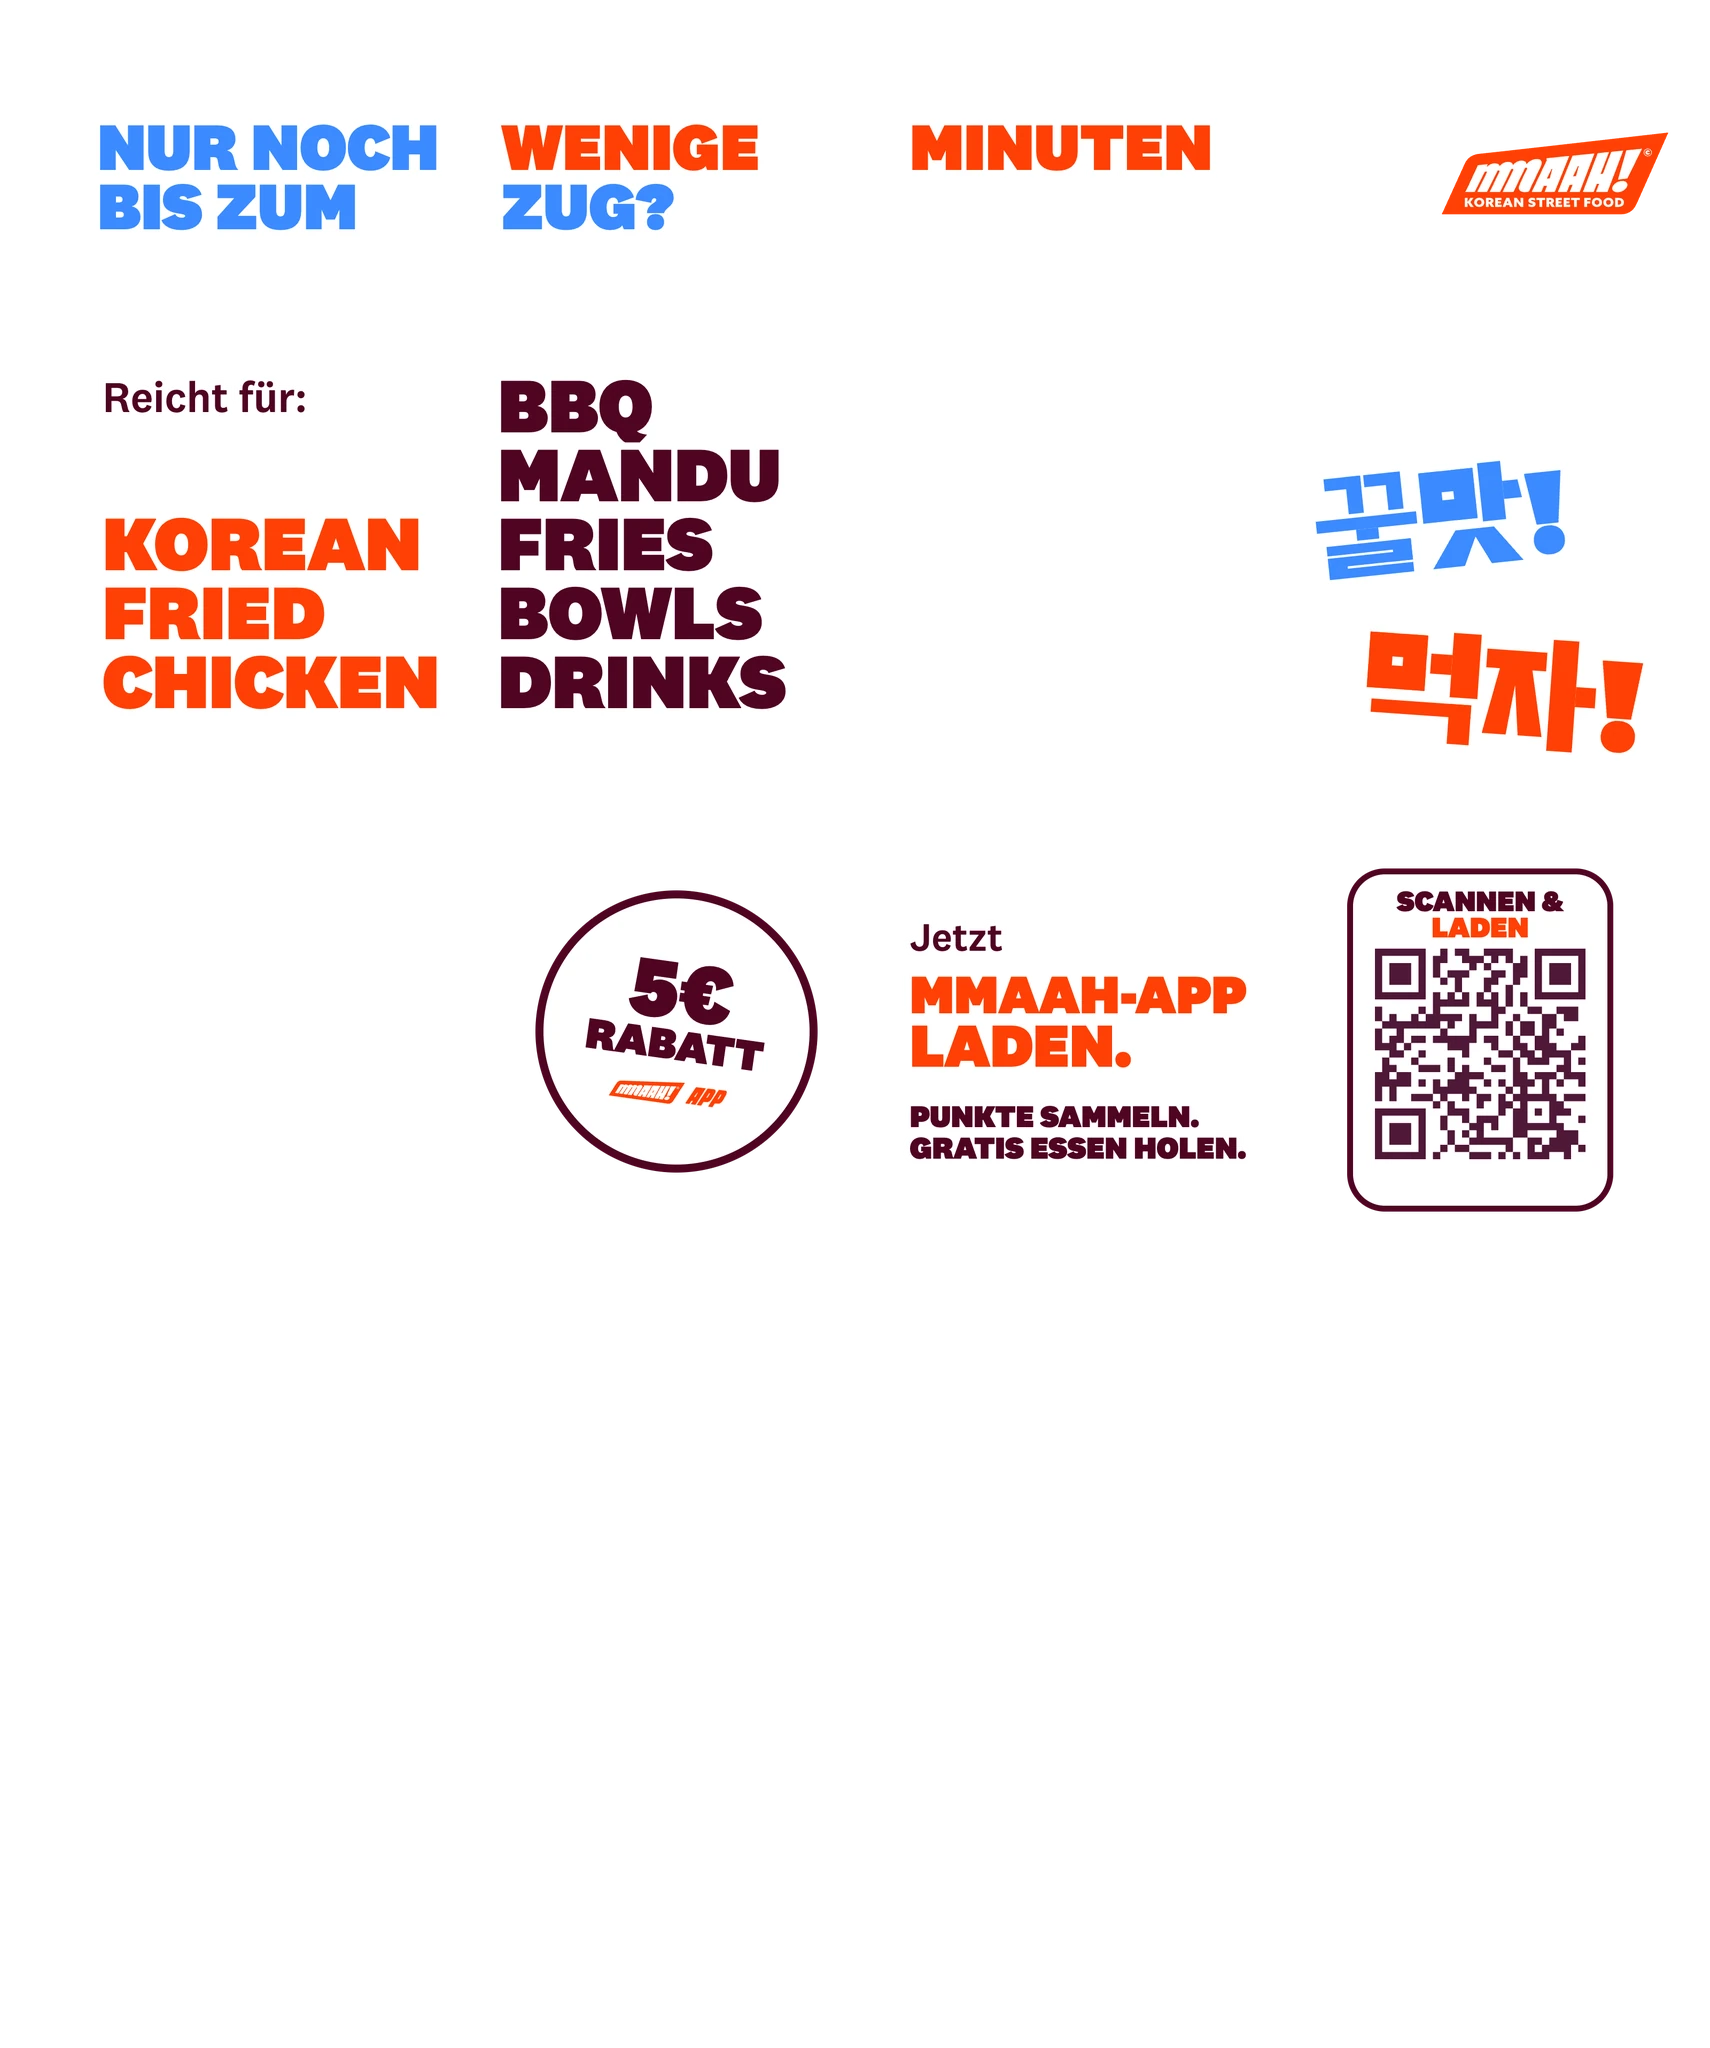 NUR NOCH WENIGE MINUTEN
BIS ZUM ZUG?
MMAAH!©
KOREAN STREET FOOD
Reicht für:
KOREAN
FRIED
CHICKEN
BBQ
MANDU
FRIES
BOWLS
DRINKS
꿀맛!
먹자!
5€
RABATT
MMAAH! APP
Jetzt
MMAAH-APP
LADEN.
PUNKTE SAMMELN.
GRATIS ESSEN HOLEN.
SCANNEN &
LADEN